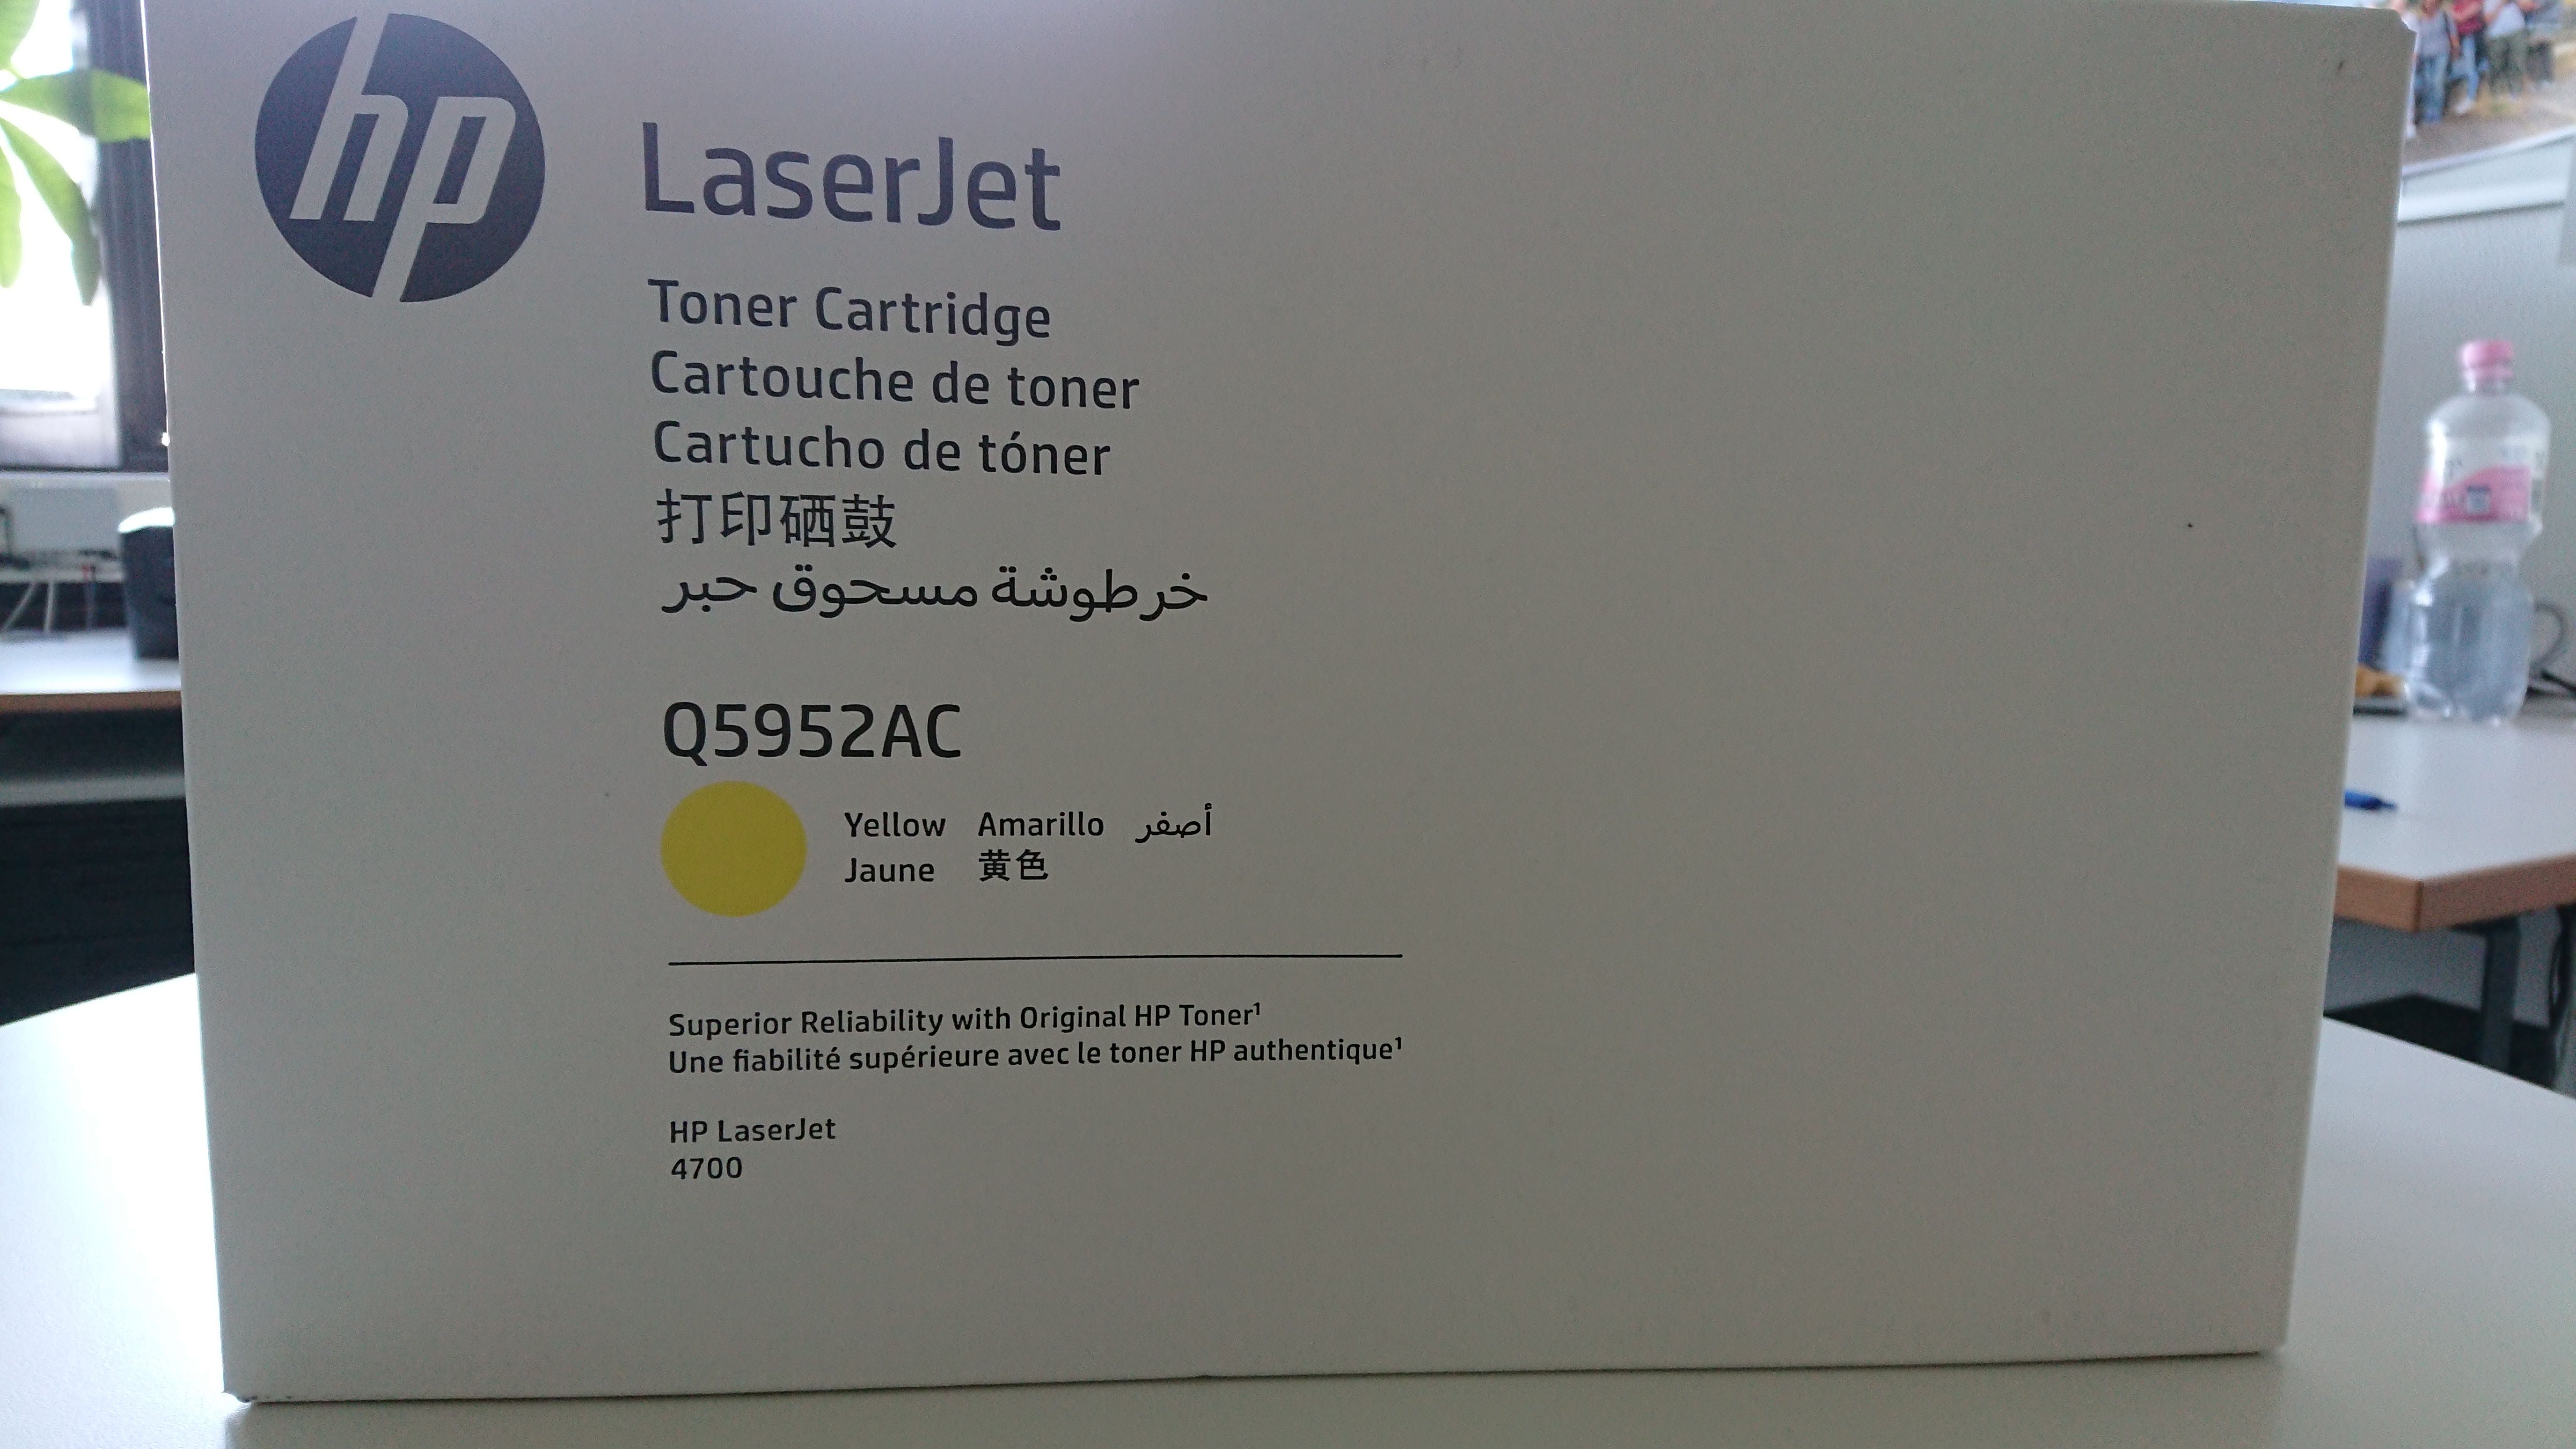 hp
LaserJet
Toner Cartridge
Cartouche de toner
Cartucho de tóner
打印硒鼓
خرطوشة مسحوق حبر
Q5952AC
Yellow Amarillo أصفر
Jaune 黄色
Superior Reliability with Original HP Toner¹
Une fiabilité supérieure avec le toner HP authentique¹
HP LaserJet
4700